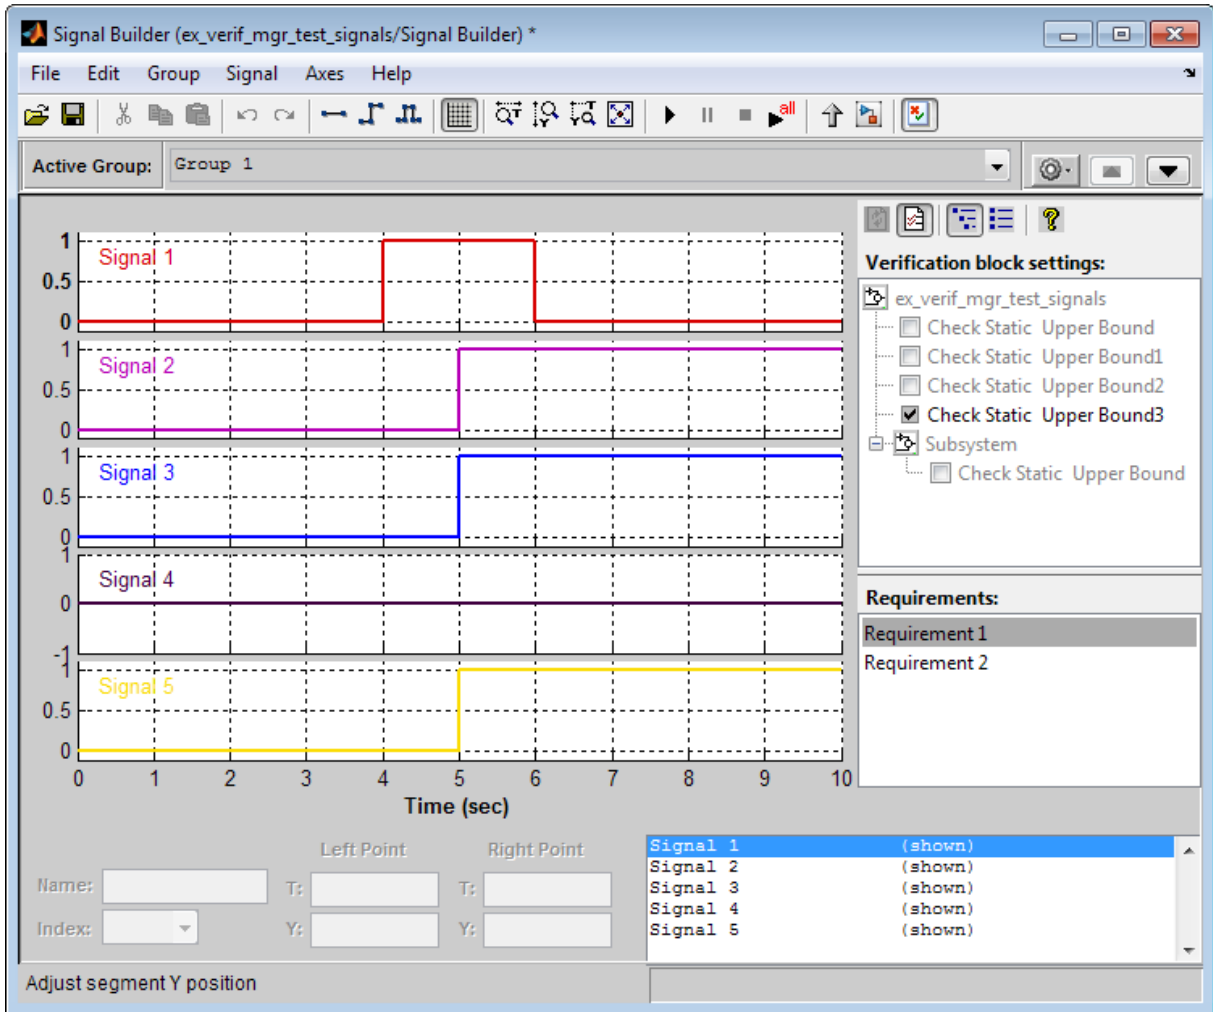 Signal Builder (ex_verif_mgr_test_signals/Signal Builder) *
File Edit Group Signal Axes Help
all
Active Group: Group 1
1
Signal 1
0.5
0
1
Signal 2
0.5
0
1
Signal 3
0.5
0
1
Signal 4
0
-1
1
Signal 5
0.5
0
0 1 2 3 4 5 6 7 8 9 10
Time (sec)
Verification block settings:
ex_verif_mgr_test_signals
Check Static Upper Bound
Check Static Upper Bound1
Check Static Upper Bound2
Check Static Upper Bound3
Subsystem
Check Static Upper Bound
Requirements:
Requirement 1
Requirement 2
Left Point Right Point
Name: T: T:
Index: Y: Y:
Signal 1 (shown)
Signal 2 (shown)
Signal 3 (shown)
Signal 4 (shown)
Signal 5 (shown)
Adjust segment Y position